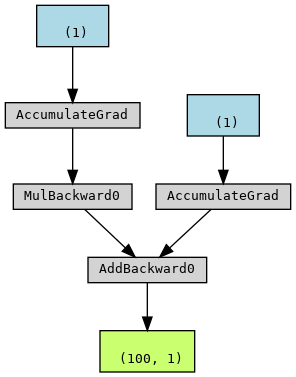 (1)
AccumulateGrad
(1)
MulBackward0
AccumulateGrad
AddBackward0
(100, 1)